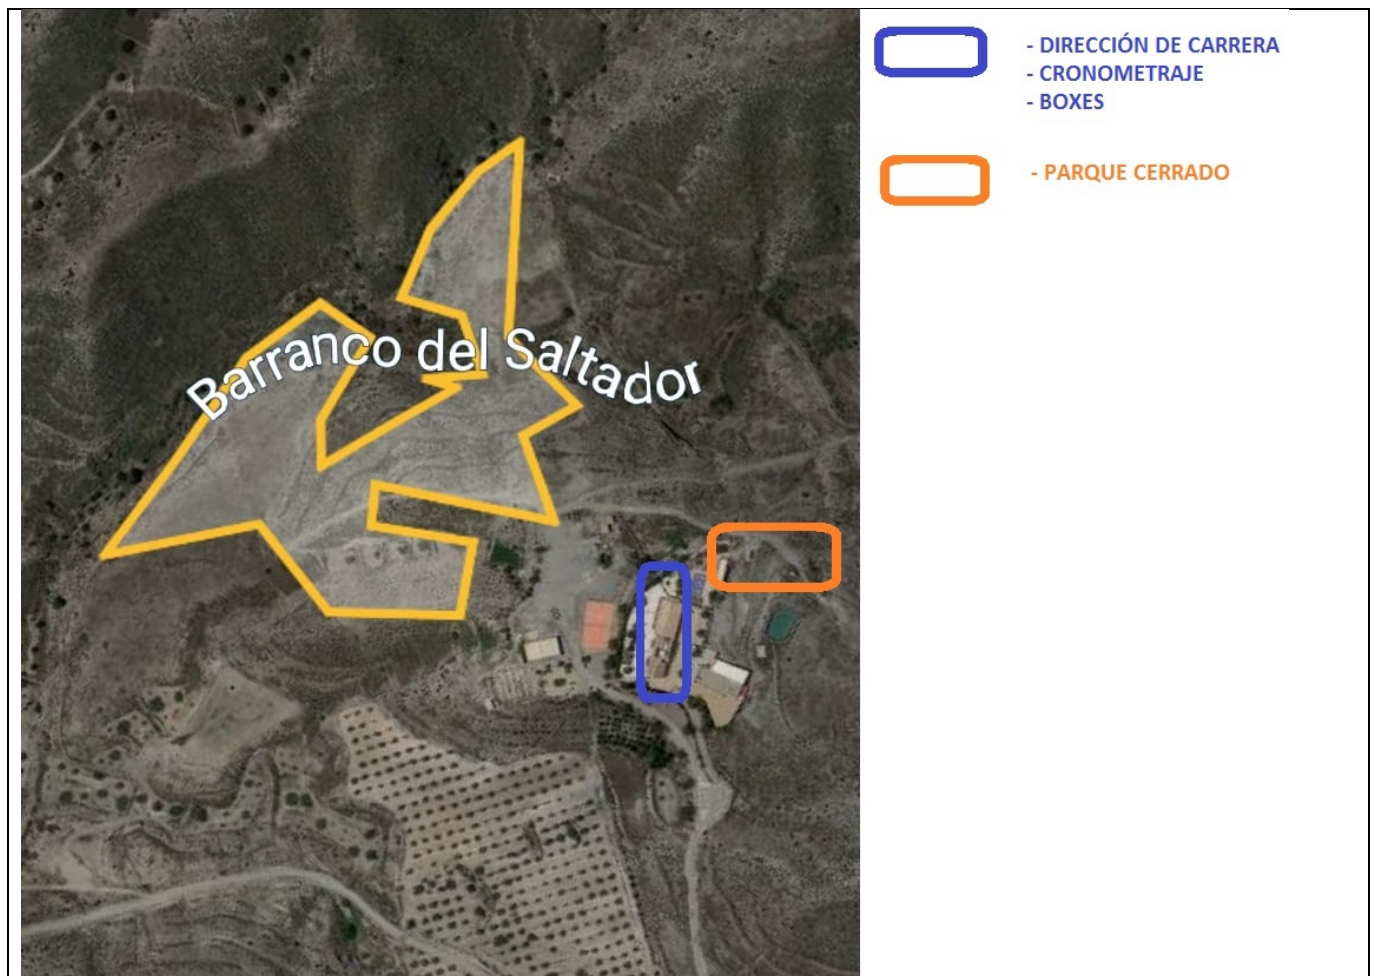 Barranco del Saltador
- DIRECCIÓN DE CARRERA
- CRONOMETRAJE
- BOXES
- PARQUE CERRADO